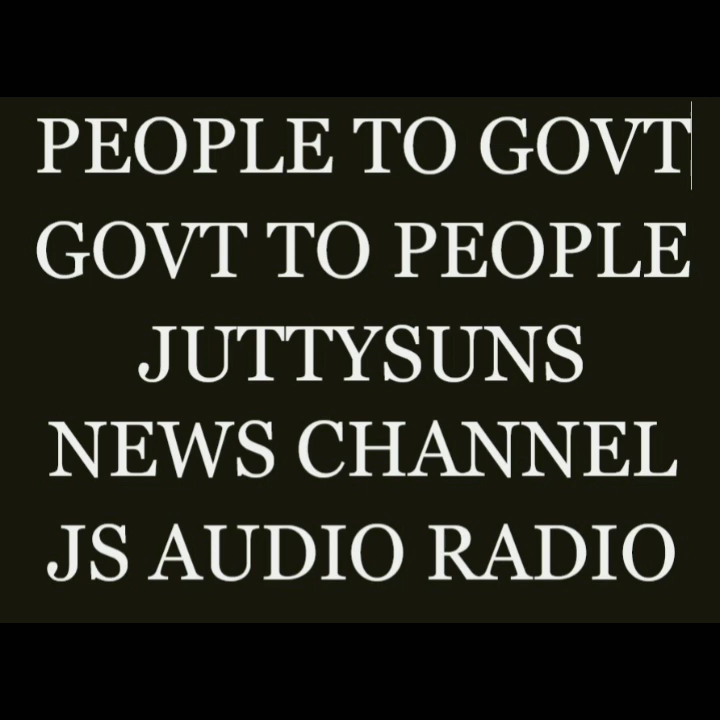 PEOPLE TO GOVT
GOVT TO PEOPLE
JUTTYSUNS
NEWS CHANNEL
JS AUDIO RADIO